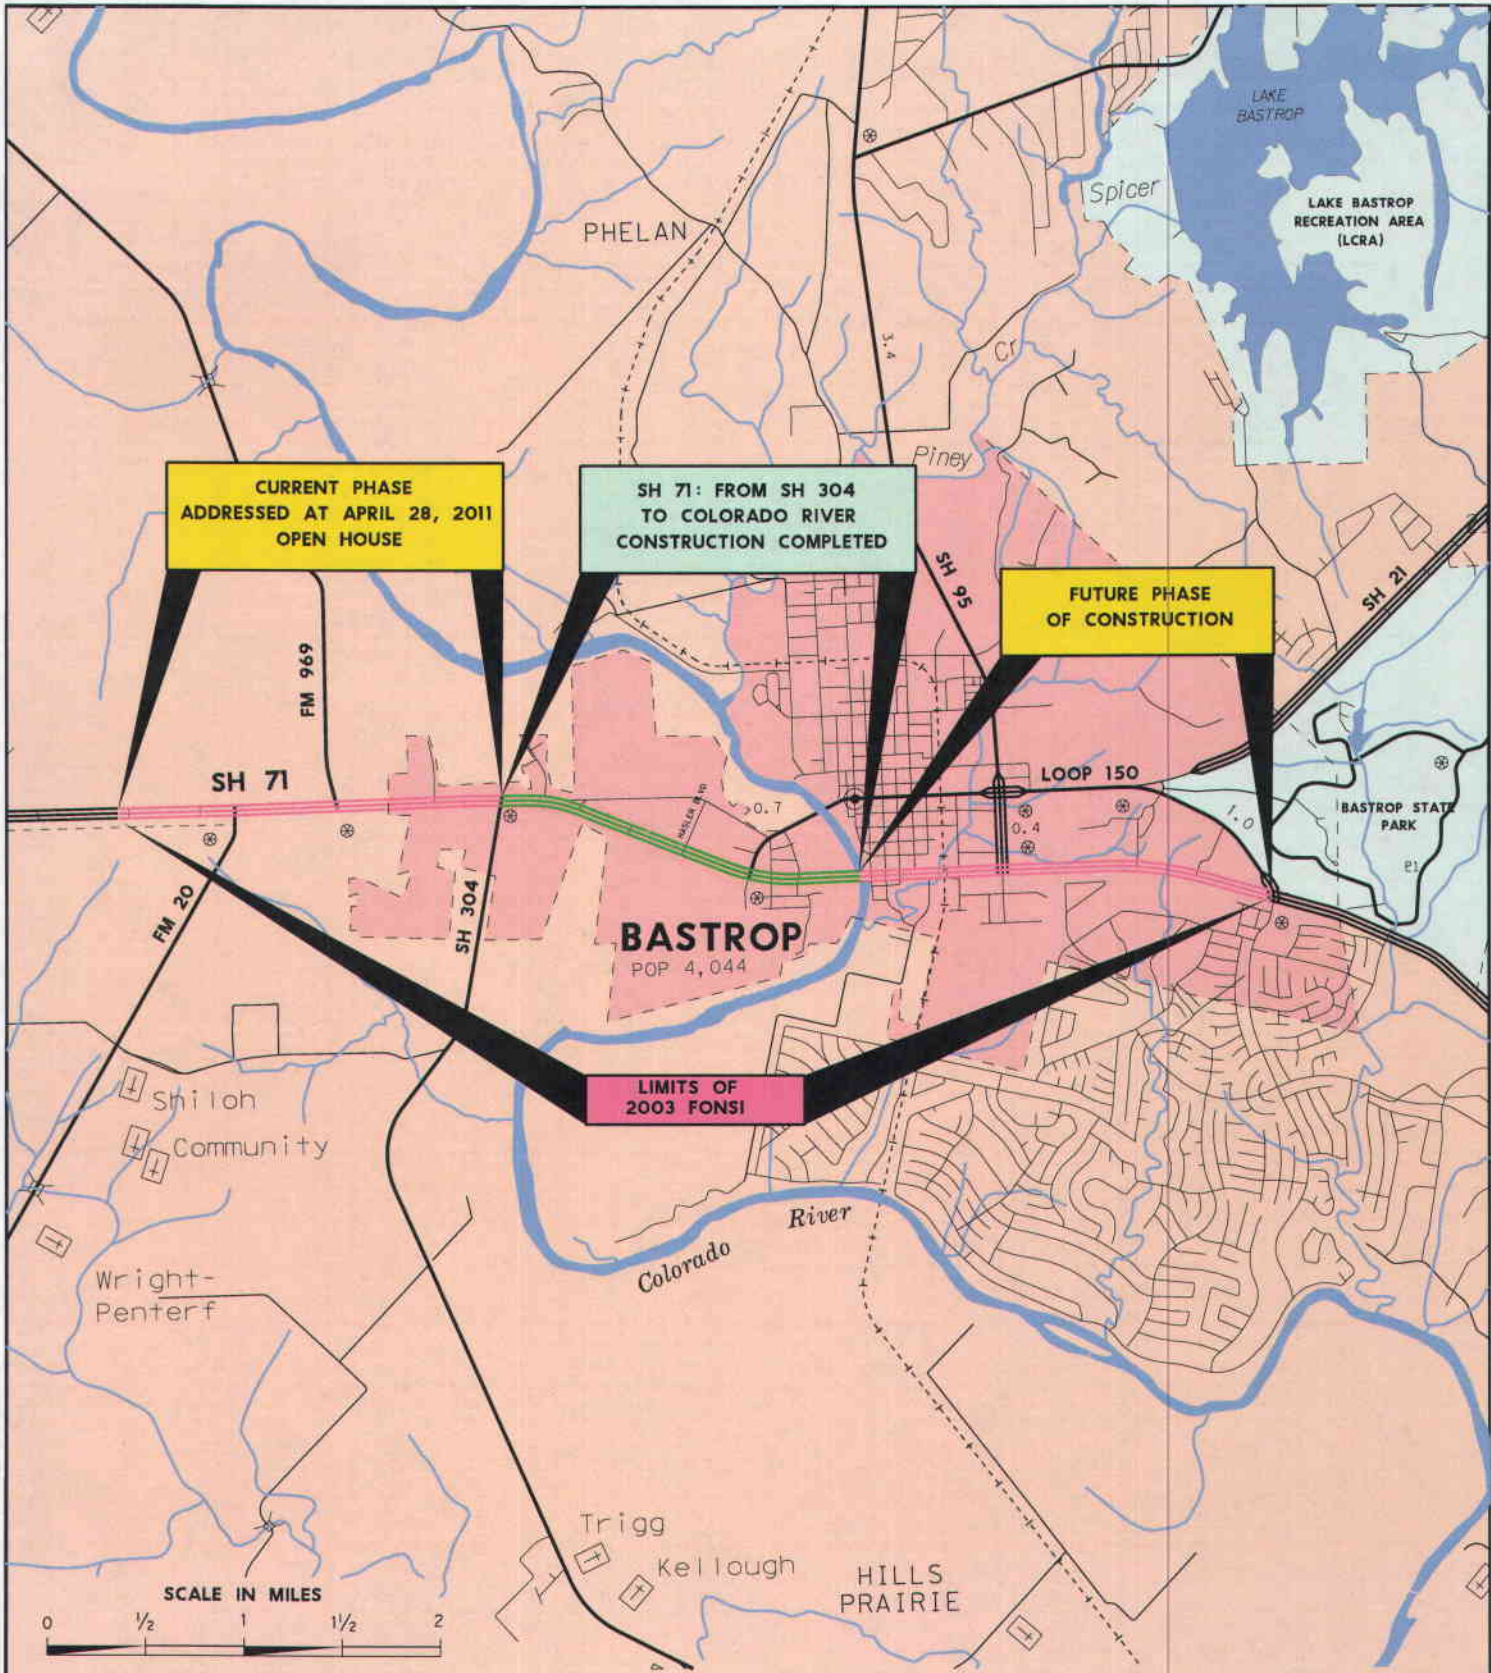 LAKE
BASTROP
Spicer
LAKE BASTROP
RECREATION AREA
(LCRA)
PHELAN
3.4
Cr
Piney
CURRENT PHASE
ADDRESSED AT APRIL 28, 2011
OPEN HOUSE
SH 71: FROM SH 304
TO COLORADO RIVER
CONSTRUCTION COMPLETED
SH 95
FUTURE PHASE
OF CONSTRUCTION
SH 21
FM 969
SH 71
LOOP 150
HASLER BLVD
0.7
0.4
1.0
BASTROP STATE
PARK
P1
FM 20
SH 304
BASTROP
POP 4,044
LIMITS OF
2003 FONSI
Shiloh
Community
River
Colorado
Wright-
Penterf
Trigg
Kellough
HILLS
PRAIRIE
SCALE IN MILES
0 1/2 1 1 1/2 2